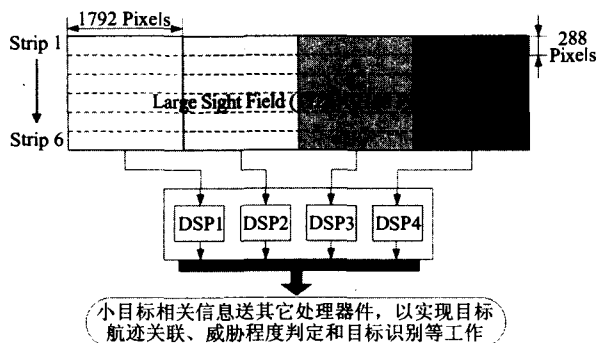 1792 Pixels
Strip 1
288
Pixels
Large Sight Field (
Strip 6
DSP1 DSP2 DSP3 DSP4
小目标相关信息送其它处理器件，以实现目标
航迹关联、威胁程度判定和目标识别等工作